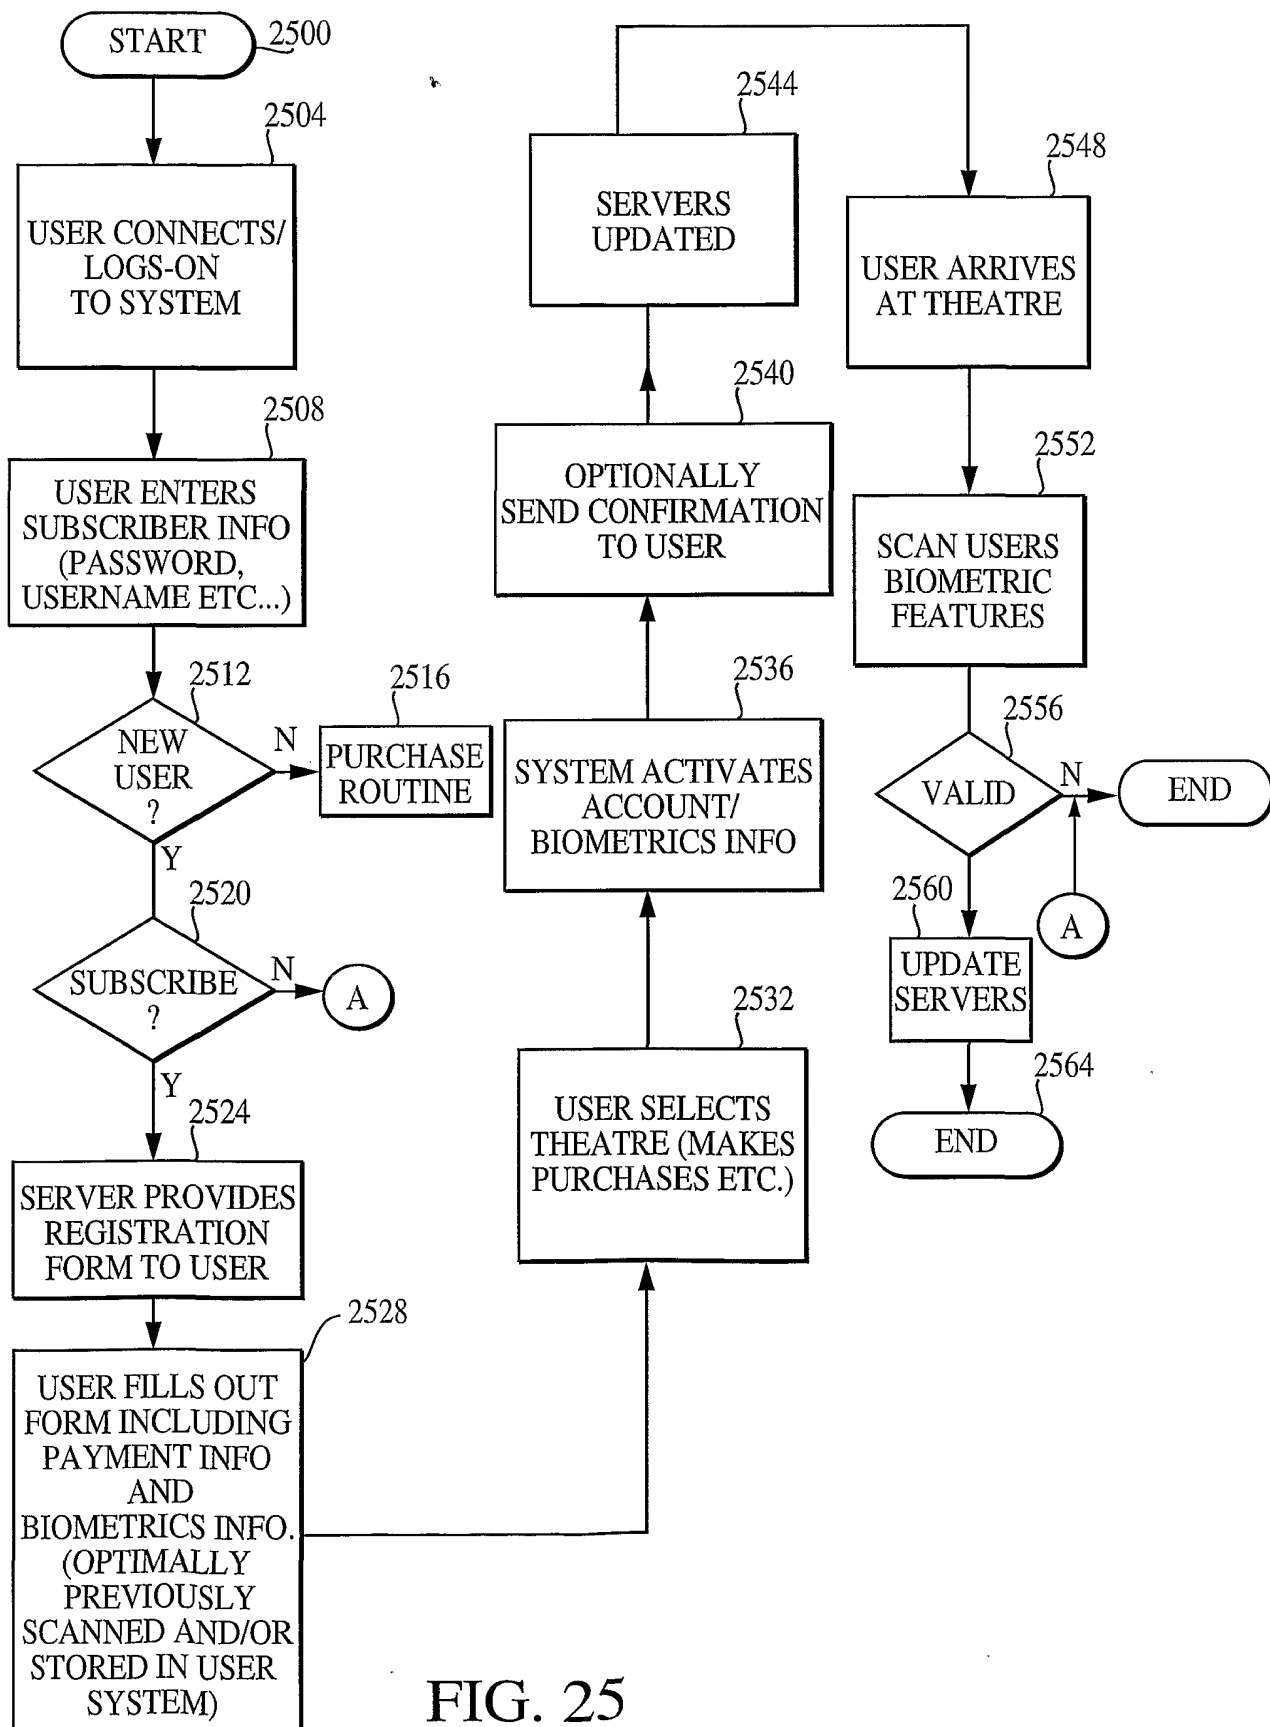 START
2500
2504
USER CONNECTS/
LOGS-ON
TO SYSTEM
2508
USER ENTERS
SUBSCRIBER INFO
(PASSWORD,
USERNAME ETC...)
2512
NEW
USER
?
N
Y
2516
PURCHASE
ROUTINE
2520
SUBSCRIBE
?
N
A
Y
2524
SERVER PROVIDES
REGISTRATION
FORM TO USER
2528
USER FILLS OUT
FORM INCLUDING
PAYMENT INFO
AND
BIOMETRICS INFO.
(OPTIMALLY
PREVIOUSLY
SCANNED AND/OR
STORED IN USER
SYSTEM)
2532
USER SELECTS
THEATRE (MAKES
PURCHASES ETC.)
2536
SYSTEM ACTIVATES
ACCOUNT/
BIOMETRICS INFO
2540
OPTIONALLY
SEND CONFIRMATION
TO USER
2544
SERVERS
UPDATED
2548
USER ARRIVES
AT THEATRE
2552
SCAN USERS
BIOMETRIC
FEATURES
2556
VALID
N
END
A
2560
UPDATE
SERVERS
2564
END
FIG. 25